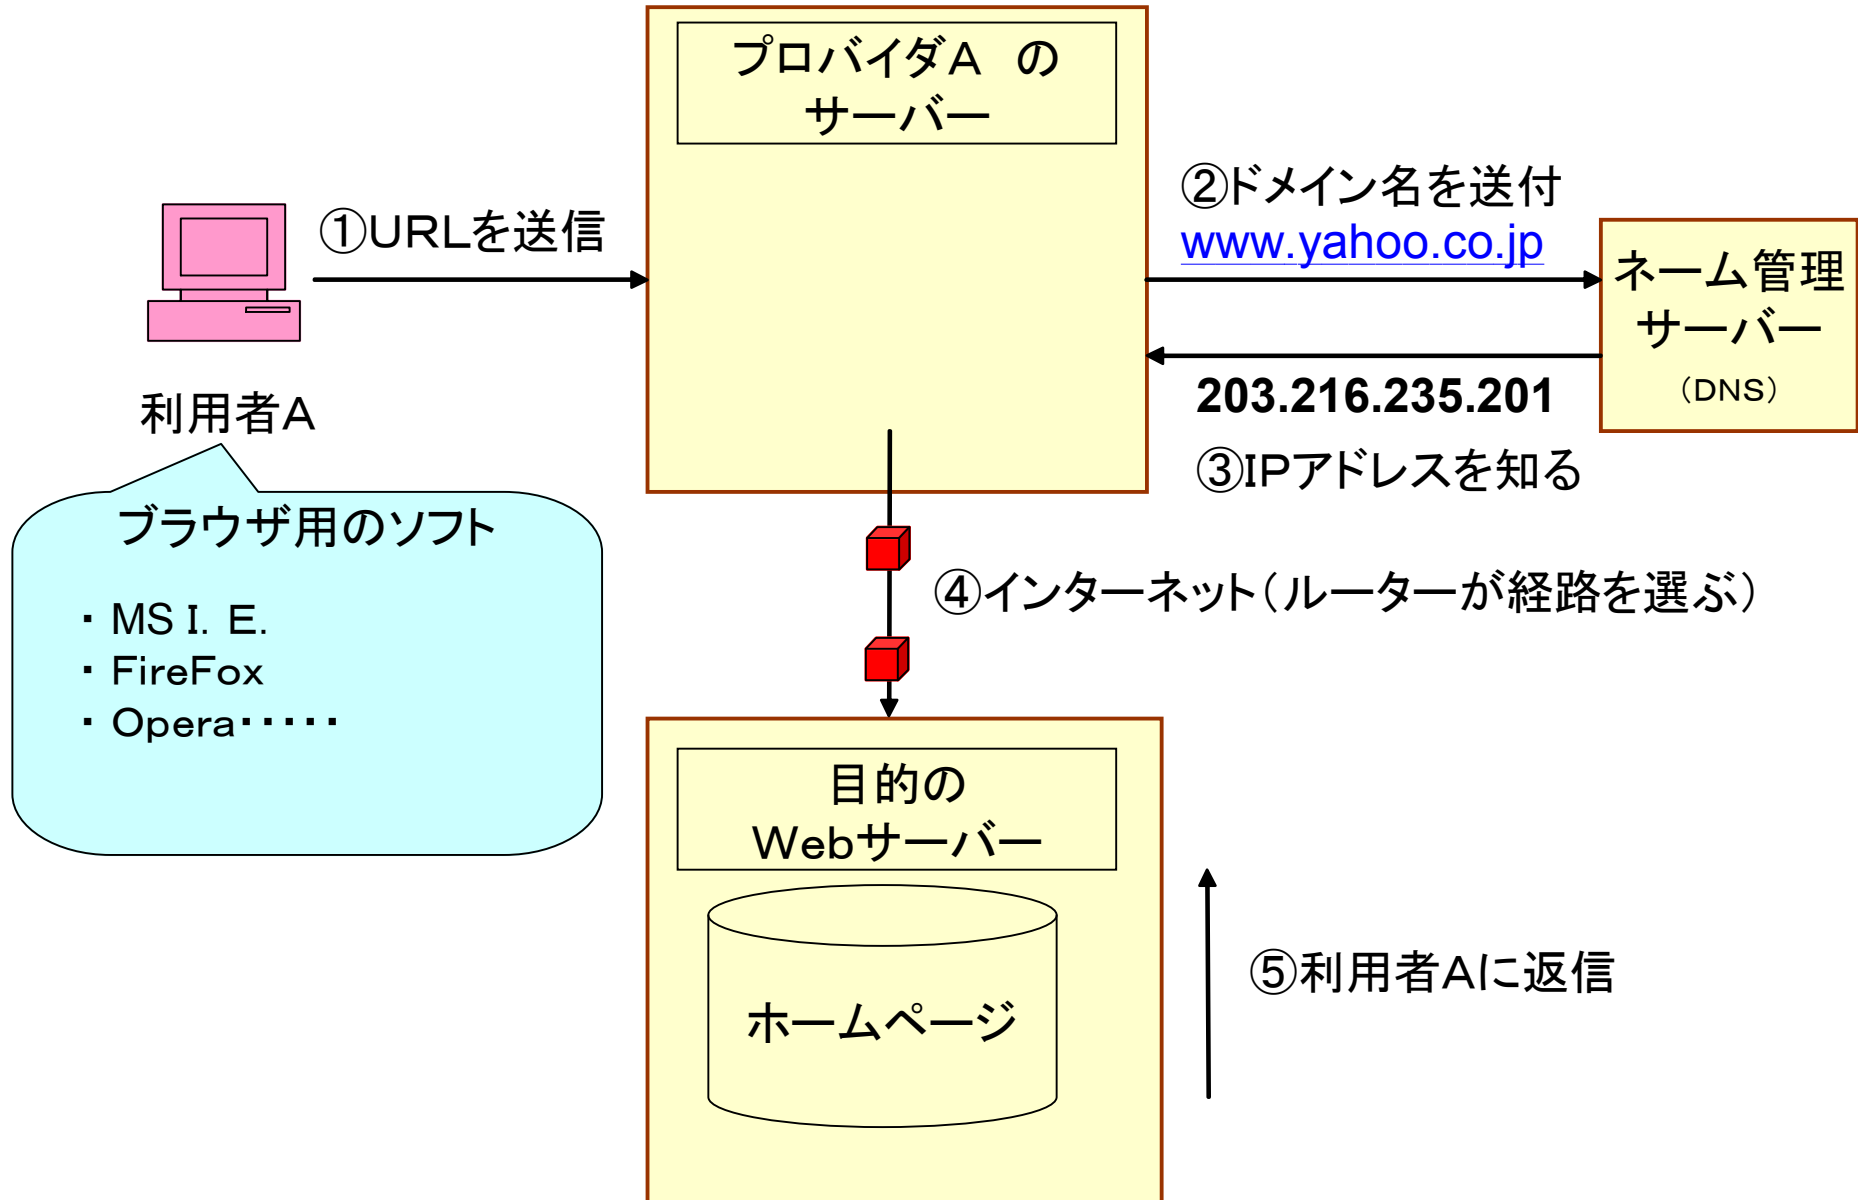 プロバイダA　の
サーバー
①URLを送信
②ドメイン名を送付
www.yahoo.co.jp
ネーム管理
サーバー
（DNS）
203.216.235.201
③IPアドレスを知る
利用者A
ブラウザ用のソフト
・ MS I. E.
・ FireFox
・ Opera・・・・・
④インターネット（ルーターが経路を選ぶ）
目的の
Webサーバー
ホームページ
⑤利用者Aに返信